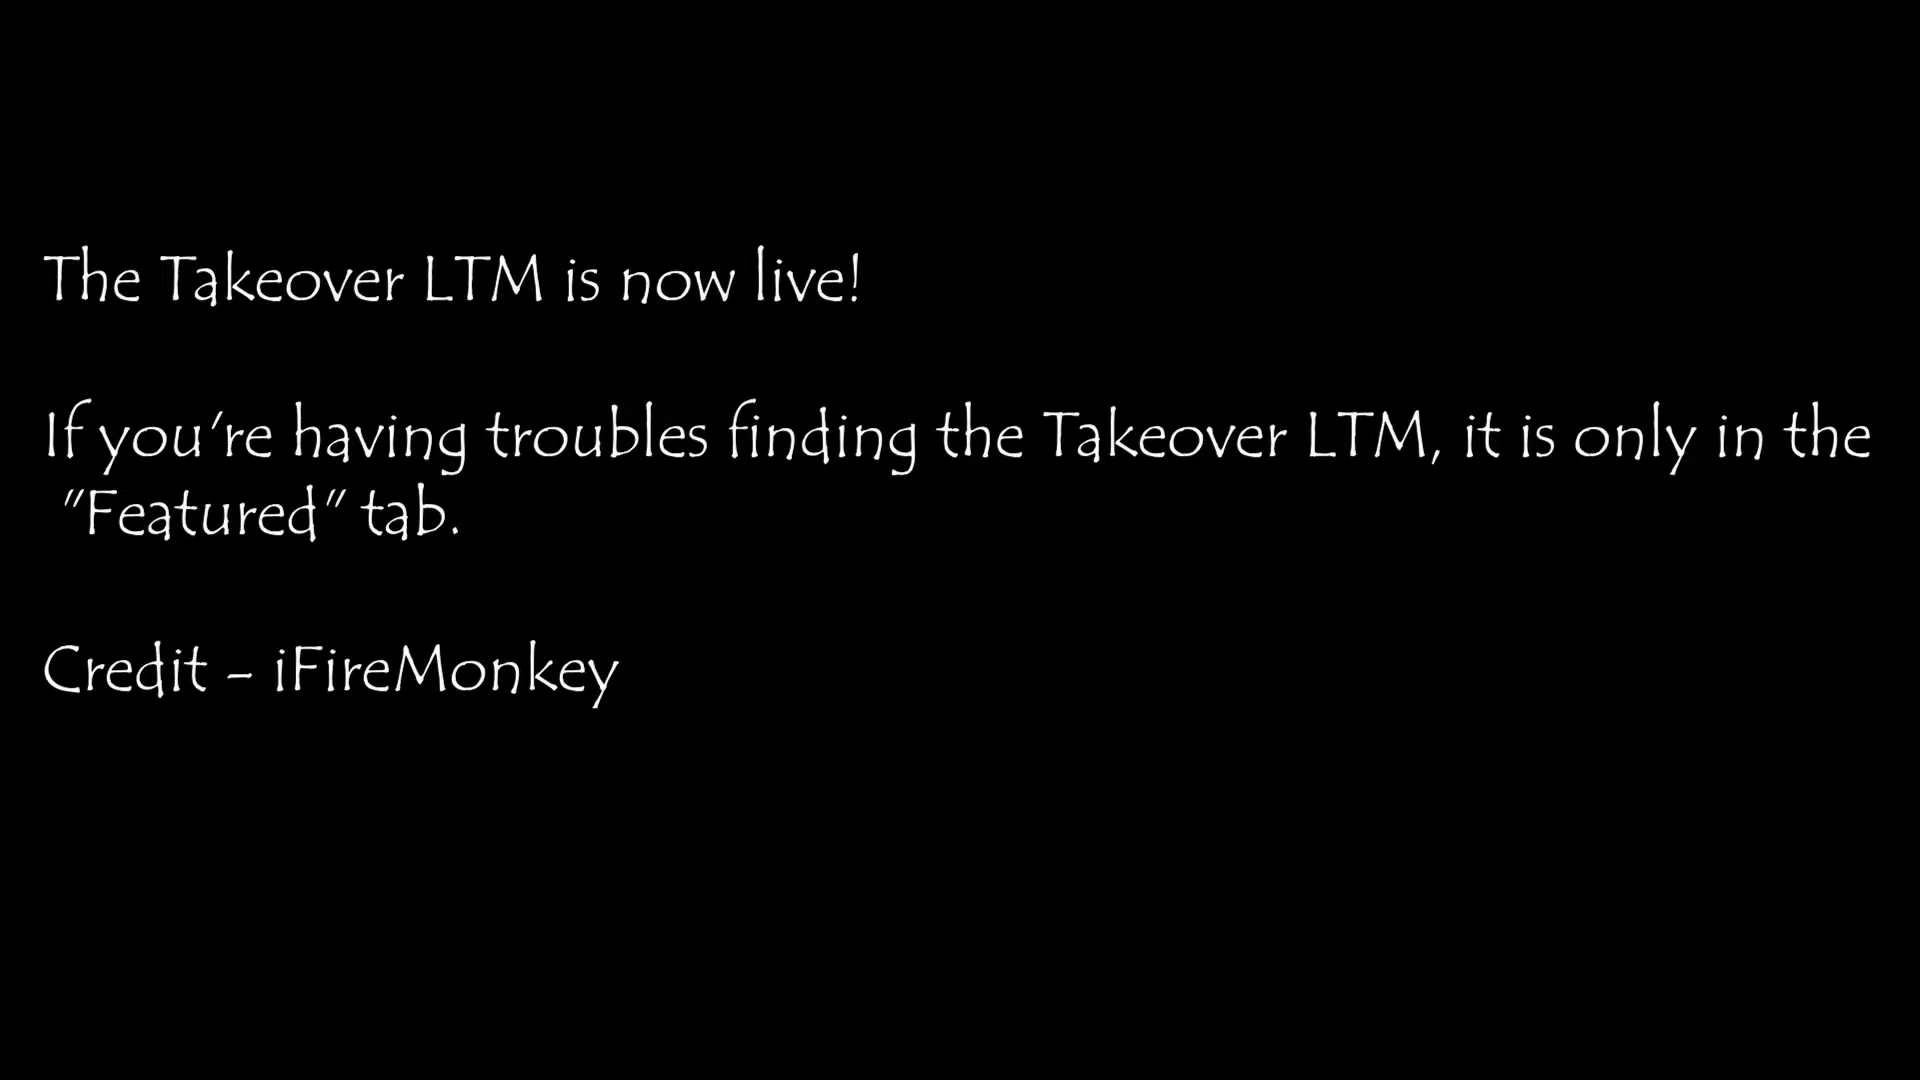 The Takeover LTM is now live!
If you're having troubles finding the Takeover LTM, it is only in the
"Featured" tab.
Credit - iFireMonkey